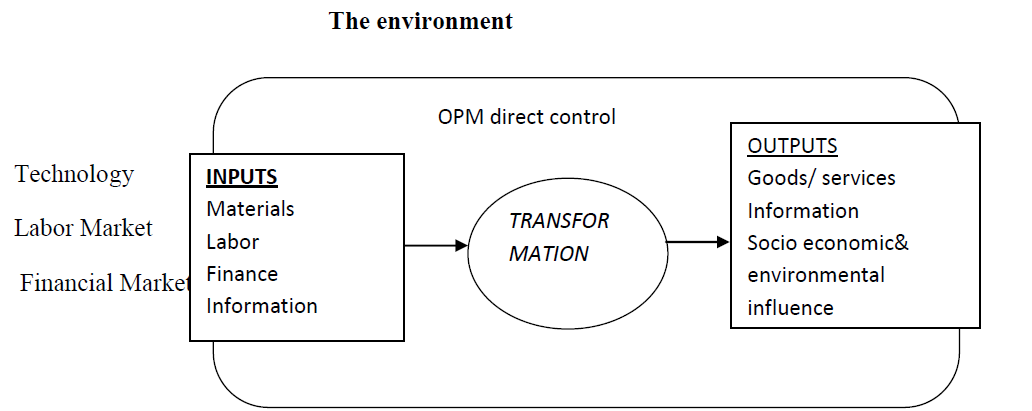 The environment
OPM direct control
Technology
Labor Market
Financial Market
INPUTS
Materials
Labor
Finance
Information
TRANSFOR
MATION
OUTPUTS
Goods/ services
Information
Socio economic&
environmental
influence